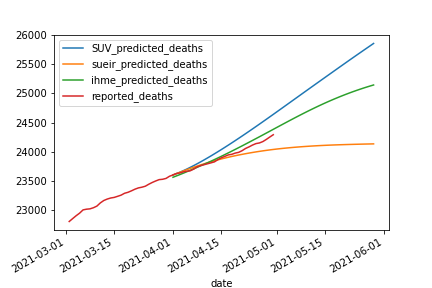 26000
25500
25000
24500
24000
23500
23000
SUV_predicted_deaths
sueir_predicted_deaths
ihme_predicted_deaths
reported_deaths
2021-03-01
2021-03-15
2021-04-01
2021-04-15
2021-05-01
2021-05-15
2021-06-01
date